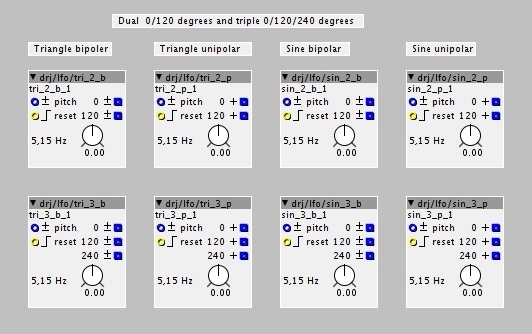 Dual 0/120 degrees and triple 0/120/240 degrees
Triangle bipoler Triangle unipolar Sine bipolar Sine unipolar
drj/lfo/tri_2_b drj/lfo/tri_2_p drj/lfo/sin_2_b drj/lfo/sin_2_p
tri_2_b_1 tri_2_p_1 sin_2_b_1 sin_2_p_1
± pitch 0 ± ± pitch 0 + ± pitch 0 ± ± pitch 0 +
reset 120 ± reset 120 + reset 120 ± reset 120 +
5,15 Hz 5,15 Hz 5,15 Hz 5,15 Hz
0.00 0.00 0.00 0.00
drj/lfo/tri_3_b drj/lfo/tri_3_p drj/lfo/sin_3_b drj/lfo/sin_3_p
tri_3_b_1 tri_3_p_1 sin_3_b_1 sin_3_p_1
± pitch 0 ± ± pitch 0 + ± pitch 0 ± ± pitch 0 +
reset 120 ± reset 120 + reset 120 ± reset 120 +
240 ± 240 + 240 ± 240 +
5,15 Hz 5,15 Hz 5,15 Hz 5,15 Hz
0.00 0.00 0.00 0.00